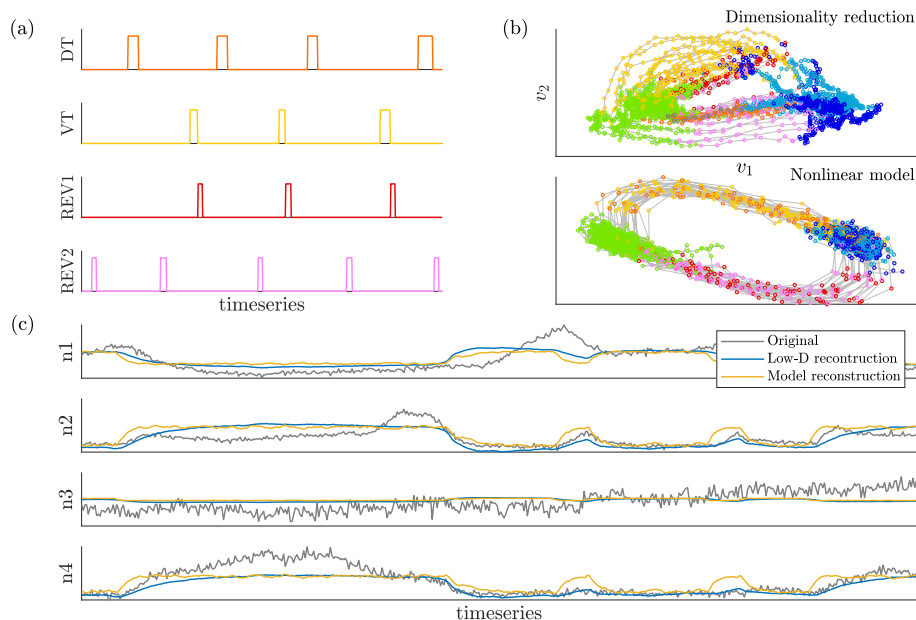 (a)
DT
VT
REV1
REV2
timeseries
(b)
Dimensionality reduction
v2
v1
Nonlinear model
(c)
n1
n2
n3
n4
Original
Low-D recontruction
Model reconstruction
timeseries